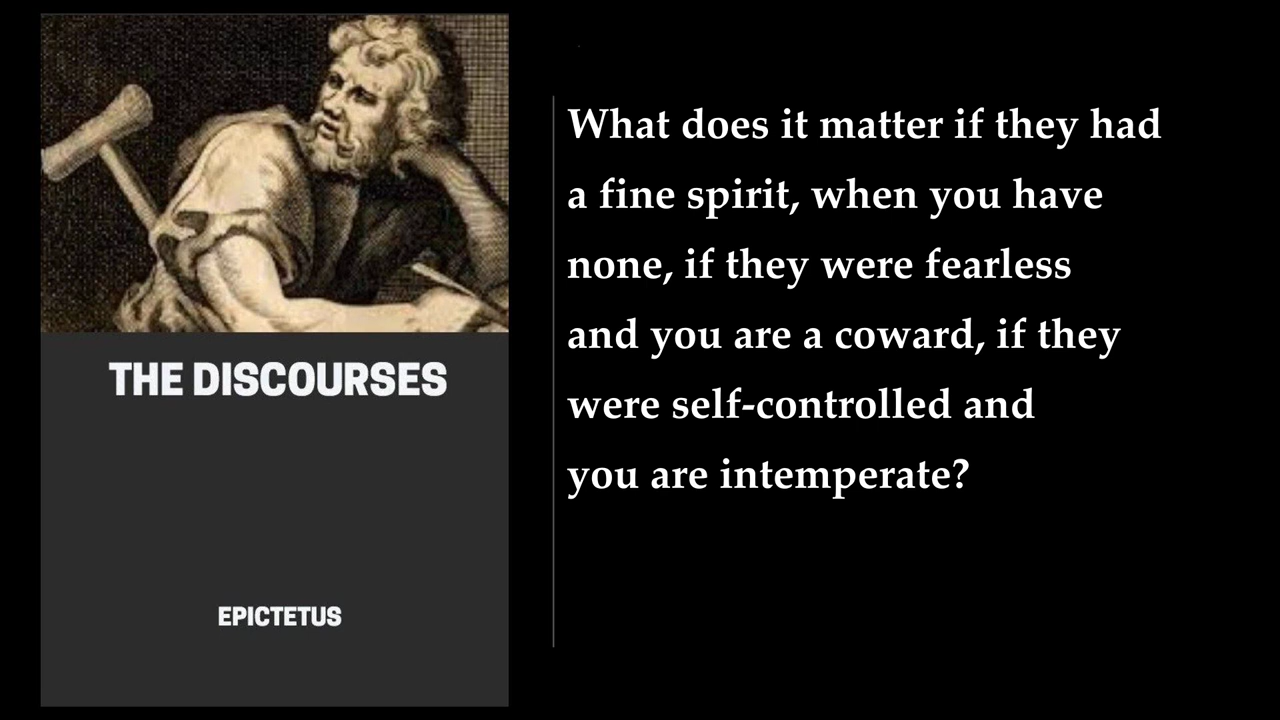 THE DISCOURSES
EPICTETUS
What does it matter if they had
a fine spirit, when you have
none, if they were fearless
and you are a coward, if they
were self-controlled and
you are intemperate?